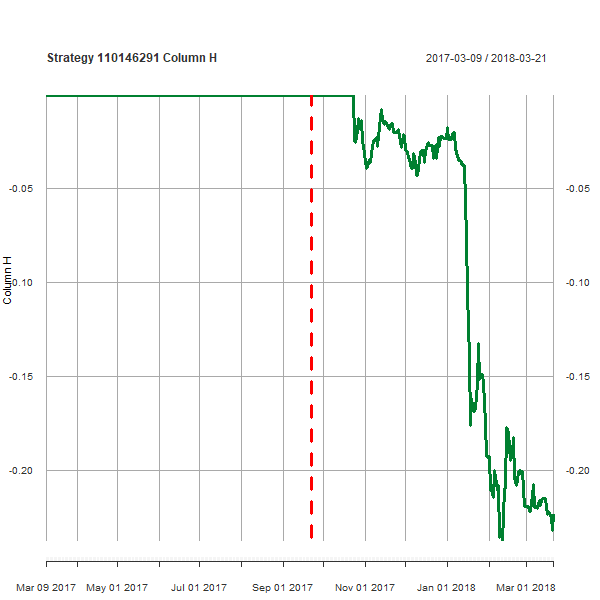 Strategy 110146291 Column H
2017-03-09 / 2018-03-21
-0.05
-0.05
Column H
-0.10
-0.10
-0.15
-0.15
-0.20
-0.20
Mar 09 2017
May 01 2017
Jul 01 2017
Sep 01 2017
Nov 01 2017
Jan 01 2018
Mar 01 2018